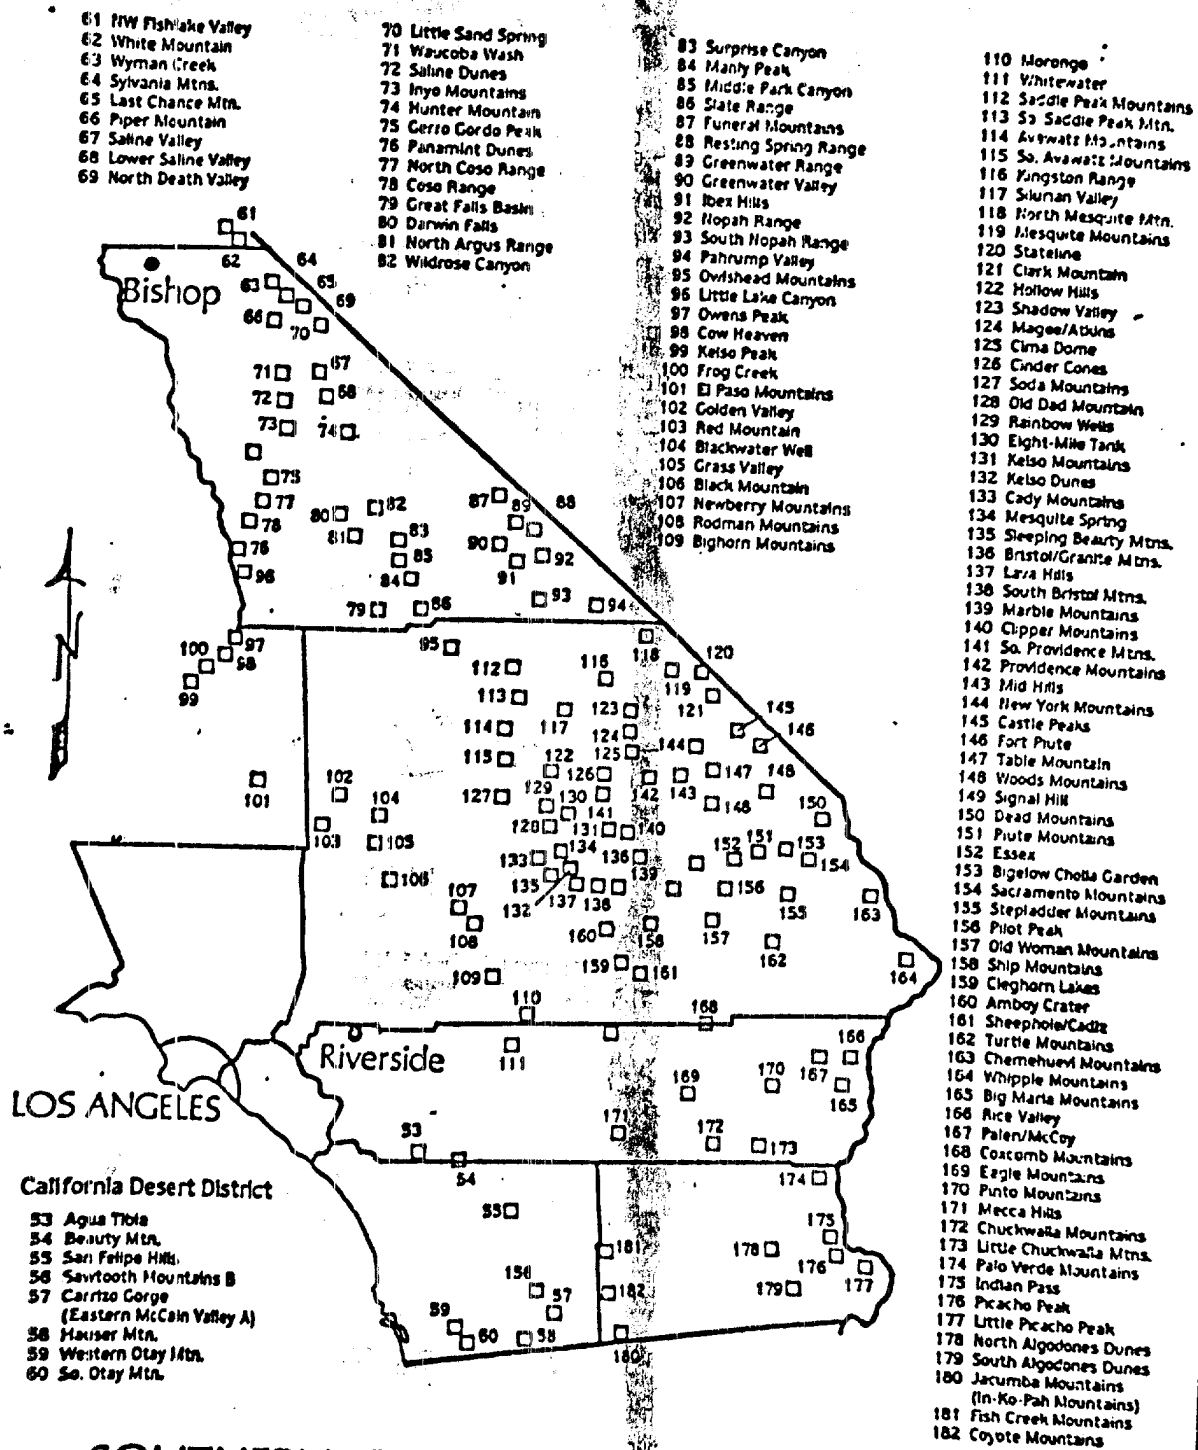 61 NW Fishlake Valley
62 White Mountain
63 Wyman Creek
64 Sylvania Mtns.
65 Last Chance Mtn.
66 Piper Mountain
67 Saline Valley
68 Lower Saline Valley
69 North Death Valley
70 Little Sand Spring
71 Waucoba Wash
72 Saline Dunes
73 Inyo Mountains
74 Hunter Mountain
75 Cerro Gordo Peak
76 Panamint Dunes
77 North Coso Range
78 Coso Range
79 Great Falls Basin
80 Darwin Falls
81 North Argus Range
82 Wildrose Canyon
83 Surprise Canyon
84 Manly Peak
85 Middle Park Canyon
86 Slate Range
87 Funeral Mountains
88 Resting Spring Range
89 Greenwater Range
90 Greenwater Valley
91 Ibex Hills
92 Nopah Range
93 South Nopah Range
94 Pahrump Valley
95 Owlshead Mountains
96 Little Lake Canyon
97 Owens Peak
98 Cow Heaven
99 Kelso Peak
100 Frog Creek
101 El Paso Mountains
102 Golden Valley
103 Red Mountain
104 Blackwater Well
105 Grass Valley
106 Black Mountain
107 Newberry Mountains
108 Rodman Mountains
109 Bighorn Mountains
110 Morongo
111 Whitewater
112 Saddle Peak Mountains
113 So. Saddle Peak Mtn.
114 Avawatz Mountains
115 So. Avawatz Mountains
116 Kingston Range
117 Silurian Valley
118 North Mesquite Mtn.
119 Mesquite Mountains
120 Stateline
121 Clark Mountain
122 Hollow Hills
123 Shadow Valley
124 Magee/Atkins
125 Cima Dome
126 Cinder Cones
127 Soda Mountains
128 Old Dad Mountain
129 Rainbow Wells
130 Eight-Mile Tank
131 Kelso Mountains
132 Kelso Dunes
133 Cady Mountains
134 Mesquite Spring
135 Sleeping Beauty Mtns.
136 Bristol/Granite Mtns.
137 Lava Hills
138 South Bristol Mtns.
139 Marble Mountains
140 Clipper Mountains
141 So. Providence Mtns.
142 Providence Mountains
143 Mid Hills
144 New York Mountains
145 Castle Peaks
146 Fort Piute
147 Table Mountain
148 Woods Mountains
149 Signal Hill
150 Dead Mountains
151 Piute Mountains
152 Essex
153 Bigelow Cholla Garden
154 Sacramento Mountains
155 Stepladder Mountains
156 Pilot Peak
157 Old Woman Mountains
158 Ship Mountains
159 Cleghorn Lakes
160 Amboy Crater
161 Sheephole/Cadiz
162 Turtle Mountains
163 Chemehuevi Mountains
164 Whipple Mountains
165 Big Maria Mountains
166 Rice Valley
167 Palen/McCoy
168 Coxcomb Mountains
169 Eagle Mountains
170 Pinto Mountains
171 Mecca Hills
172 Chuckwalla Mountains
173 Little Chuckwalla Mtns.
174 Palo Verde Mountains
175 Indian Pass
176 Picacho Peak
177 Little Picacho Peak
178 North Algodones Dunes
179 South Algodones Dunes
180 Jacumba Mountains
(In-Ko-Pah Mountains)
181 Fish Creek Mountains
182 Coyote Mountains
Bishop
N
Riverside
LOS ANGELES
California Desert District
53 Agua Tibia
54 Beauty Mtn.
55 San Felipe Hills
56 Sawtooth Mountains B
57 Carrizo Gorge
(Eastern McCain Valley A)
58 Hauser Mtn.
59 Western Otay Mtn.
60 So. Otay Mtn.